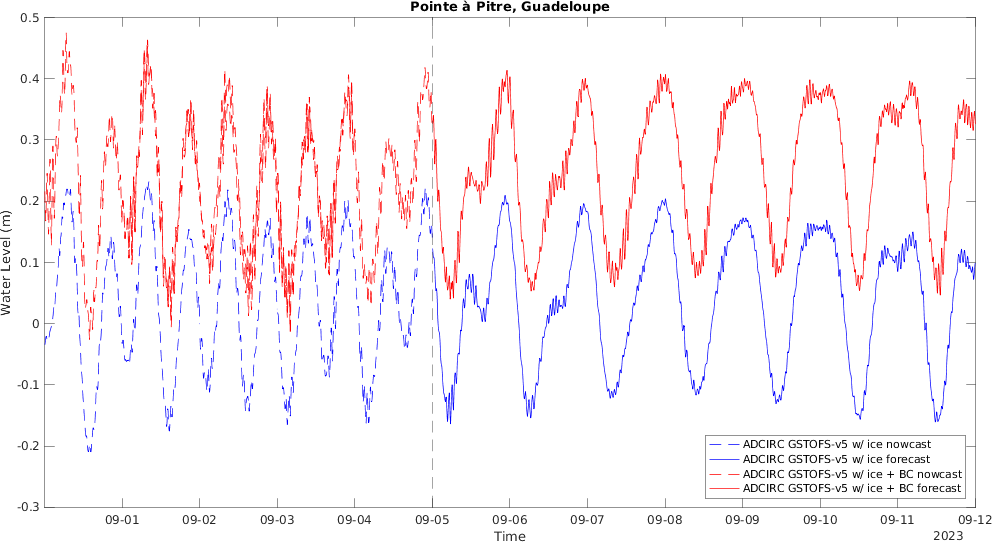 Pointe à Pitre, Guadeloupe
0.5
0.4
0.3
0.2
0.1
0
-0.1
-0.2
-0.3
Water Level (m)
ADCIRC GSTOFS-v5 w/ ice nowcast
ADCIRC GSTOFS-v5 w/ ice forecast
ADCIRC GSTOFS-v5 w/ ice + BC nowcast
ADCIRC GSTOFS-v5 w/ ice + BC forecast
09-01 09-02 09-03 09-04 09-05 09-06 09-07 09-08 09-09 09-10 09-11 09-12
Time
2023